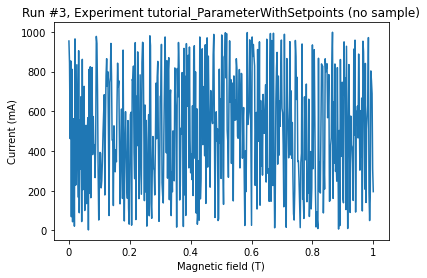 Run #3, Experiment tutorial_ParameterWithSetpoints (no sample)
1000
800
600
400
200
0
Current (mA)
0 0.2 0.4 0.6 0.8 1
Magnetic field (T)